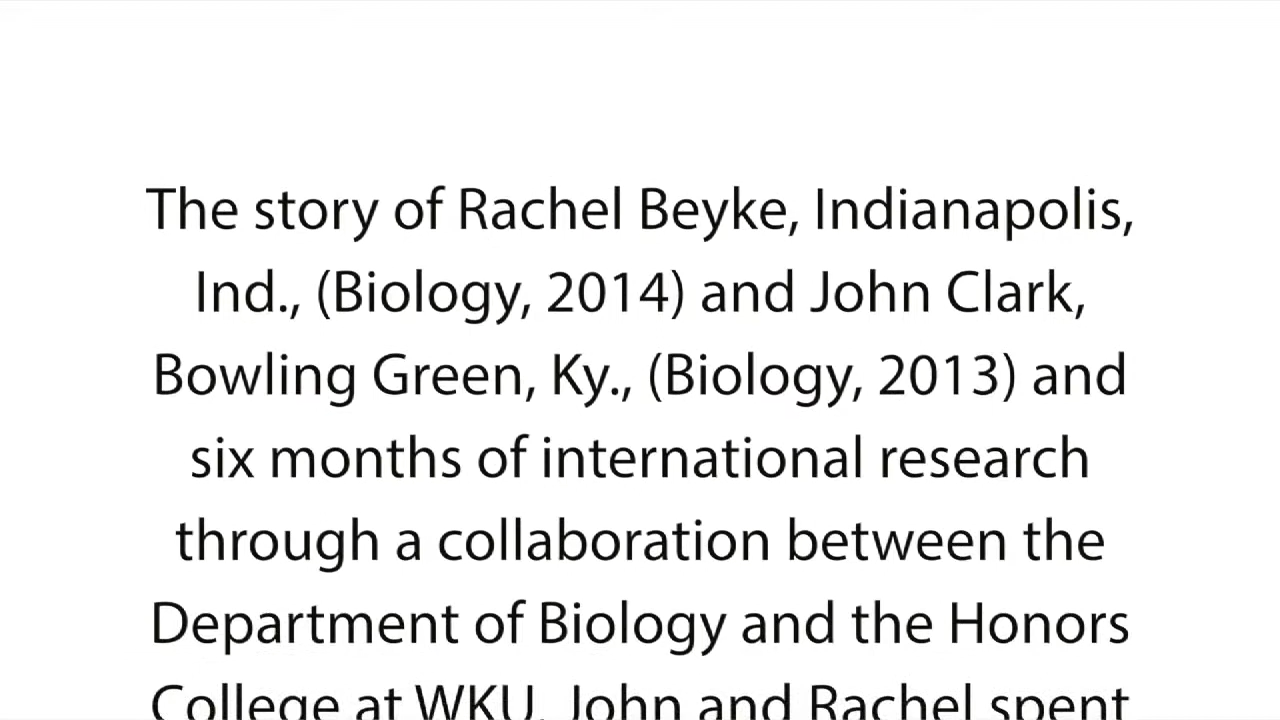 The story of Rachel Beyke, Indianapolis,
Ind., (Biology, 2014) and John Clark,
Bowling Green, Ky., (Biology, 2013) and
six months of international research
through a collaboration between the
Department of Biology and the Honors
College at WKU. John and Rachel spent